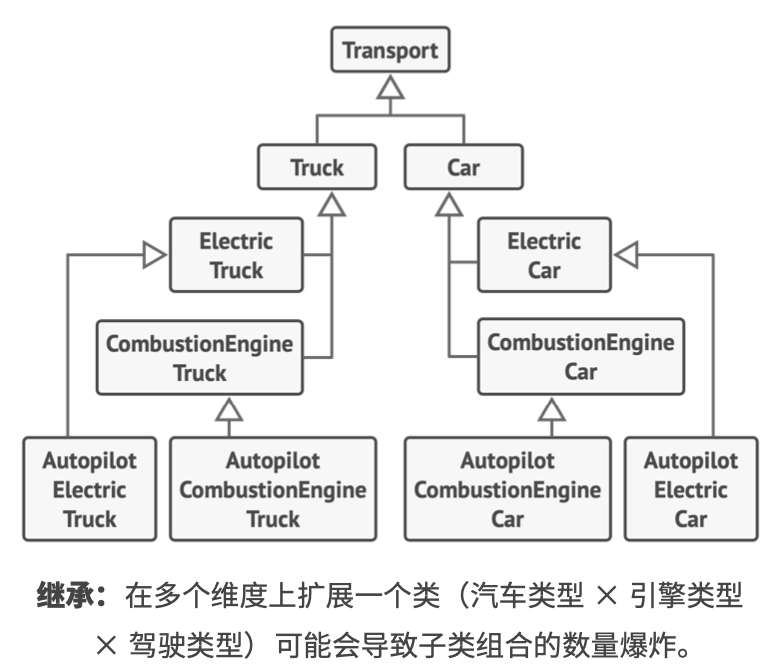 Transport
Truck
Car
Electric
Truck
Electric
Car
CombustionEngine
Truck
CombustionEngine
Car
Autopilot
Electric
Truck
Autopilot
CombustionEngine
Truck
Autopilot
CombustionEngine
Car
Autopilot
Electric
Car
继承：在多个维度上扩展一个类（汽车类型 × 引擎类型
× 驾驶类型）可能会导致子类组合的数量爆炸。